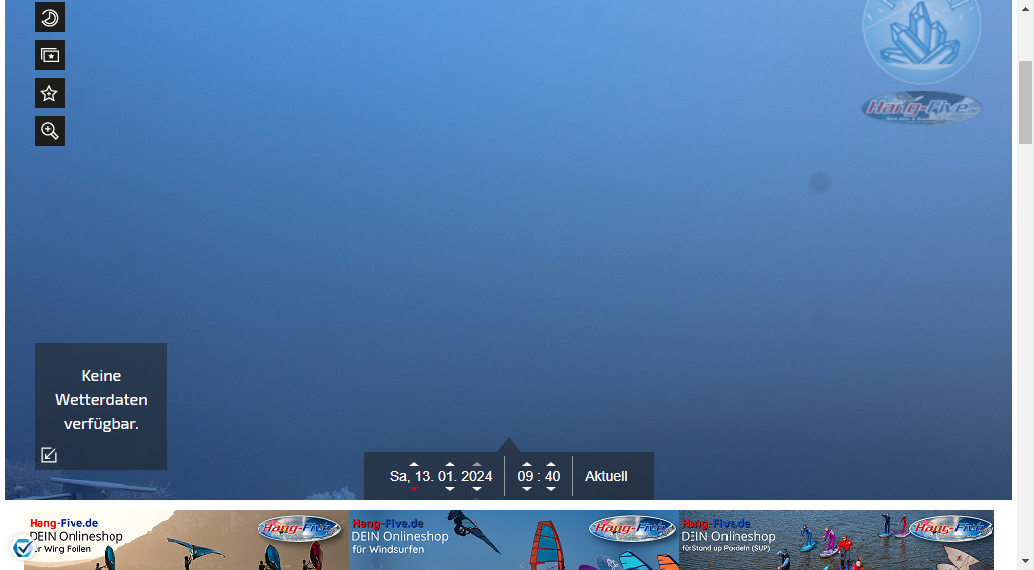 Hang-Five.de
Keine
Wetterdaten
verfügbar.
Sa, 13. 01. 2024
09 : 40
Aktuell
Hang-Five.de
DEIN Onlineshop
für Wing Foilen
Hang-Five
Hang-Five.de
DEIN Onlineshop
für Windsurfen
Hang-Five
Hang-Five.de
DEIN Onlineshop
für Stand up Paddeln (SUP)
Hang-Five